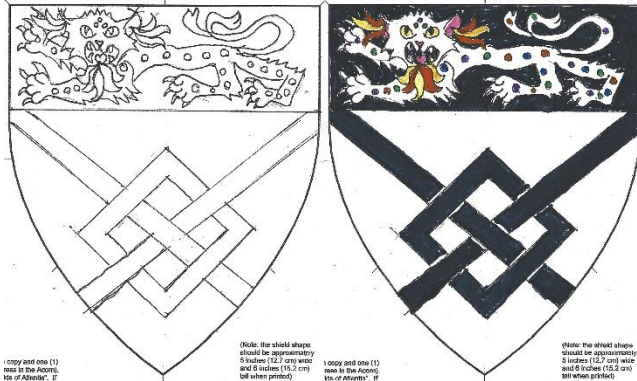 (Note: the shield shape
should be approximately
5 inches (12.7 cm) wide
and 6 inches (15.2 cm)
tall when printed)
copy and one (1)
ress in the Acorn).
ids of Atlantia". If
(Note: the shield shape
should be approximately
5 inches (12.7 cm) wide
and 6 inches (15.2 cm)
tall when printed)
copy and one (1)
ress in the Acorn).
ids of Atlantia". If